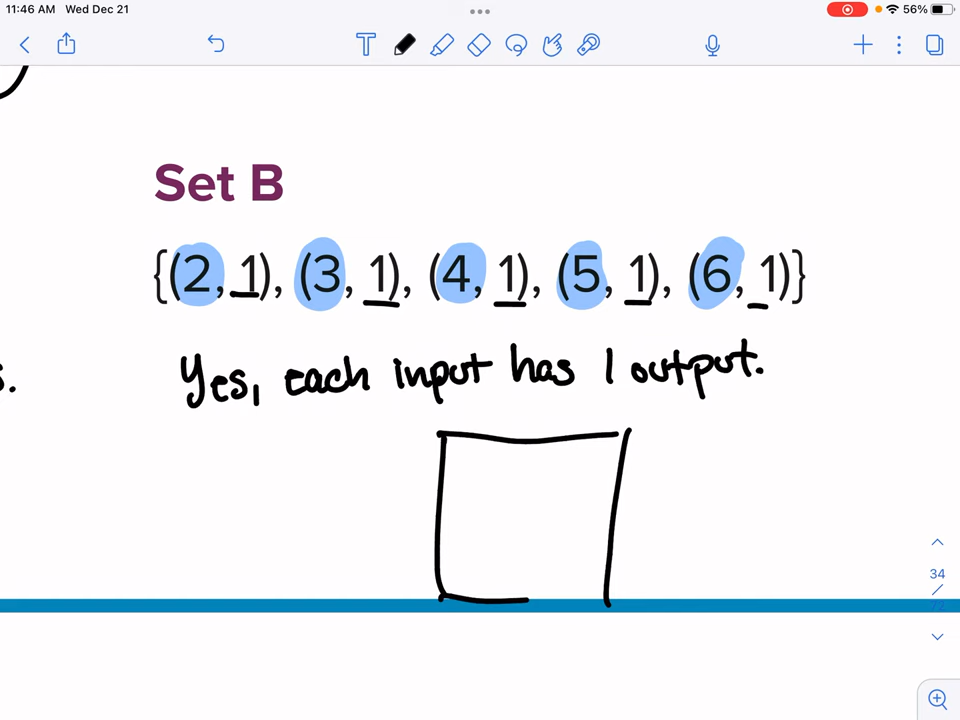 11:46 AM Wed Dec 21
56%
T
Set B
{(2, 1), (3, 1), (4, 1), (5, 1), (6, 1)}
s.
Yes, each input has 1 output.
34
/
72